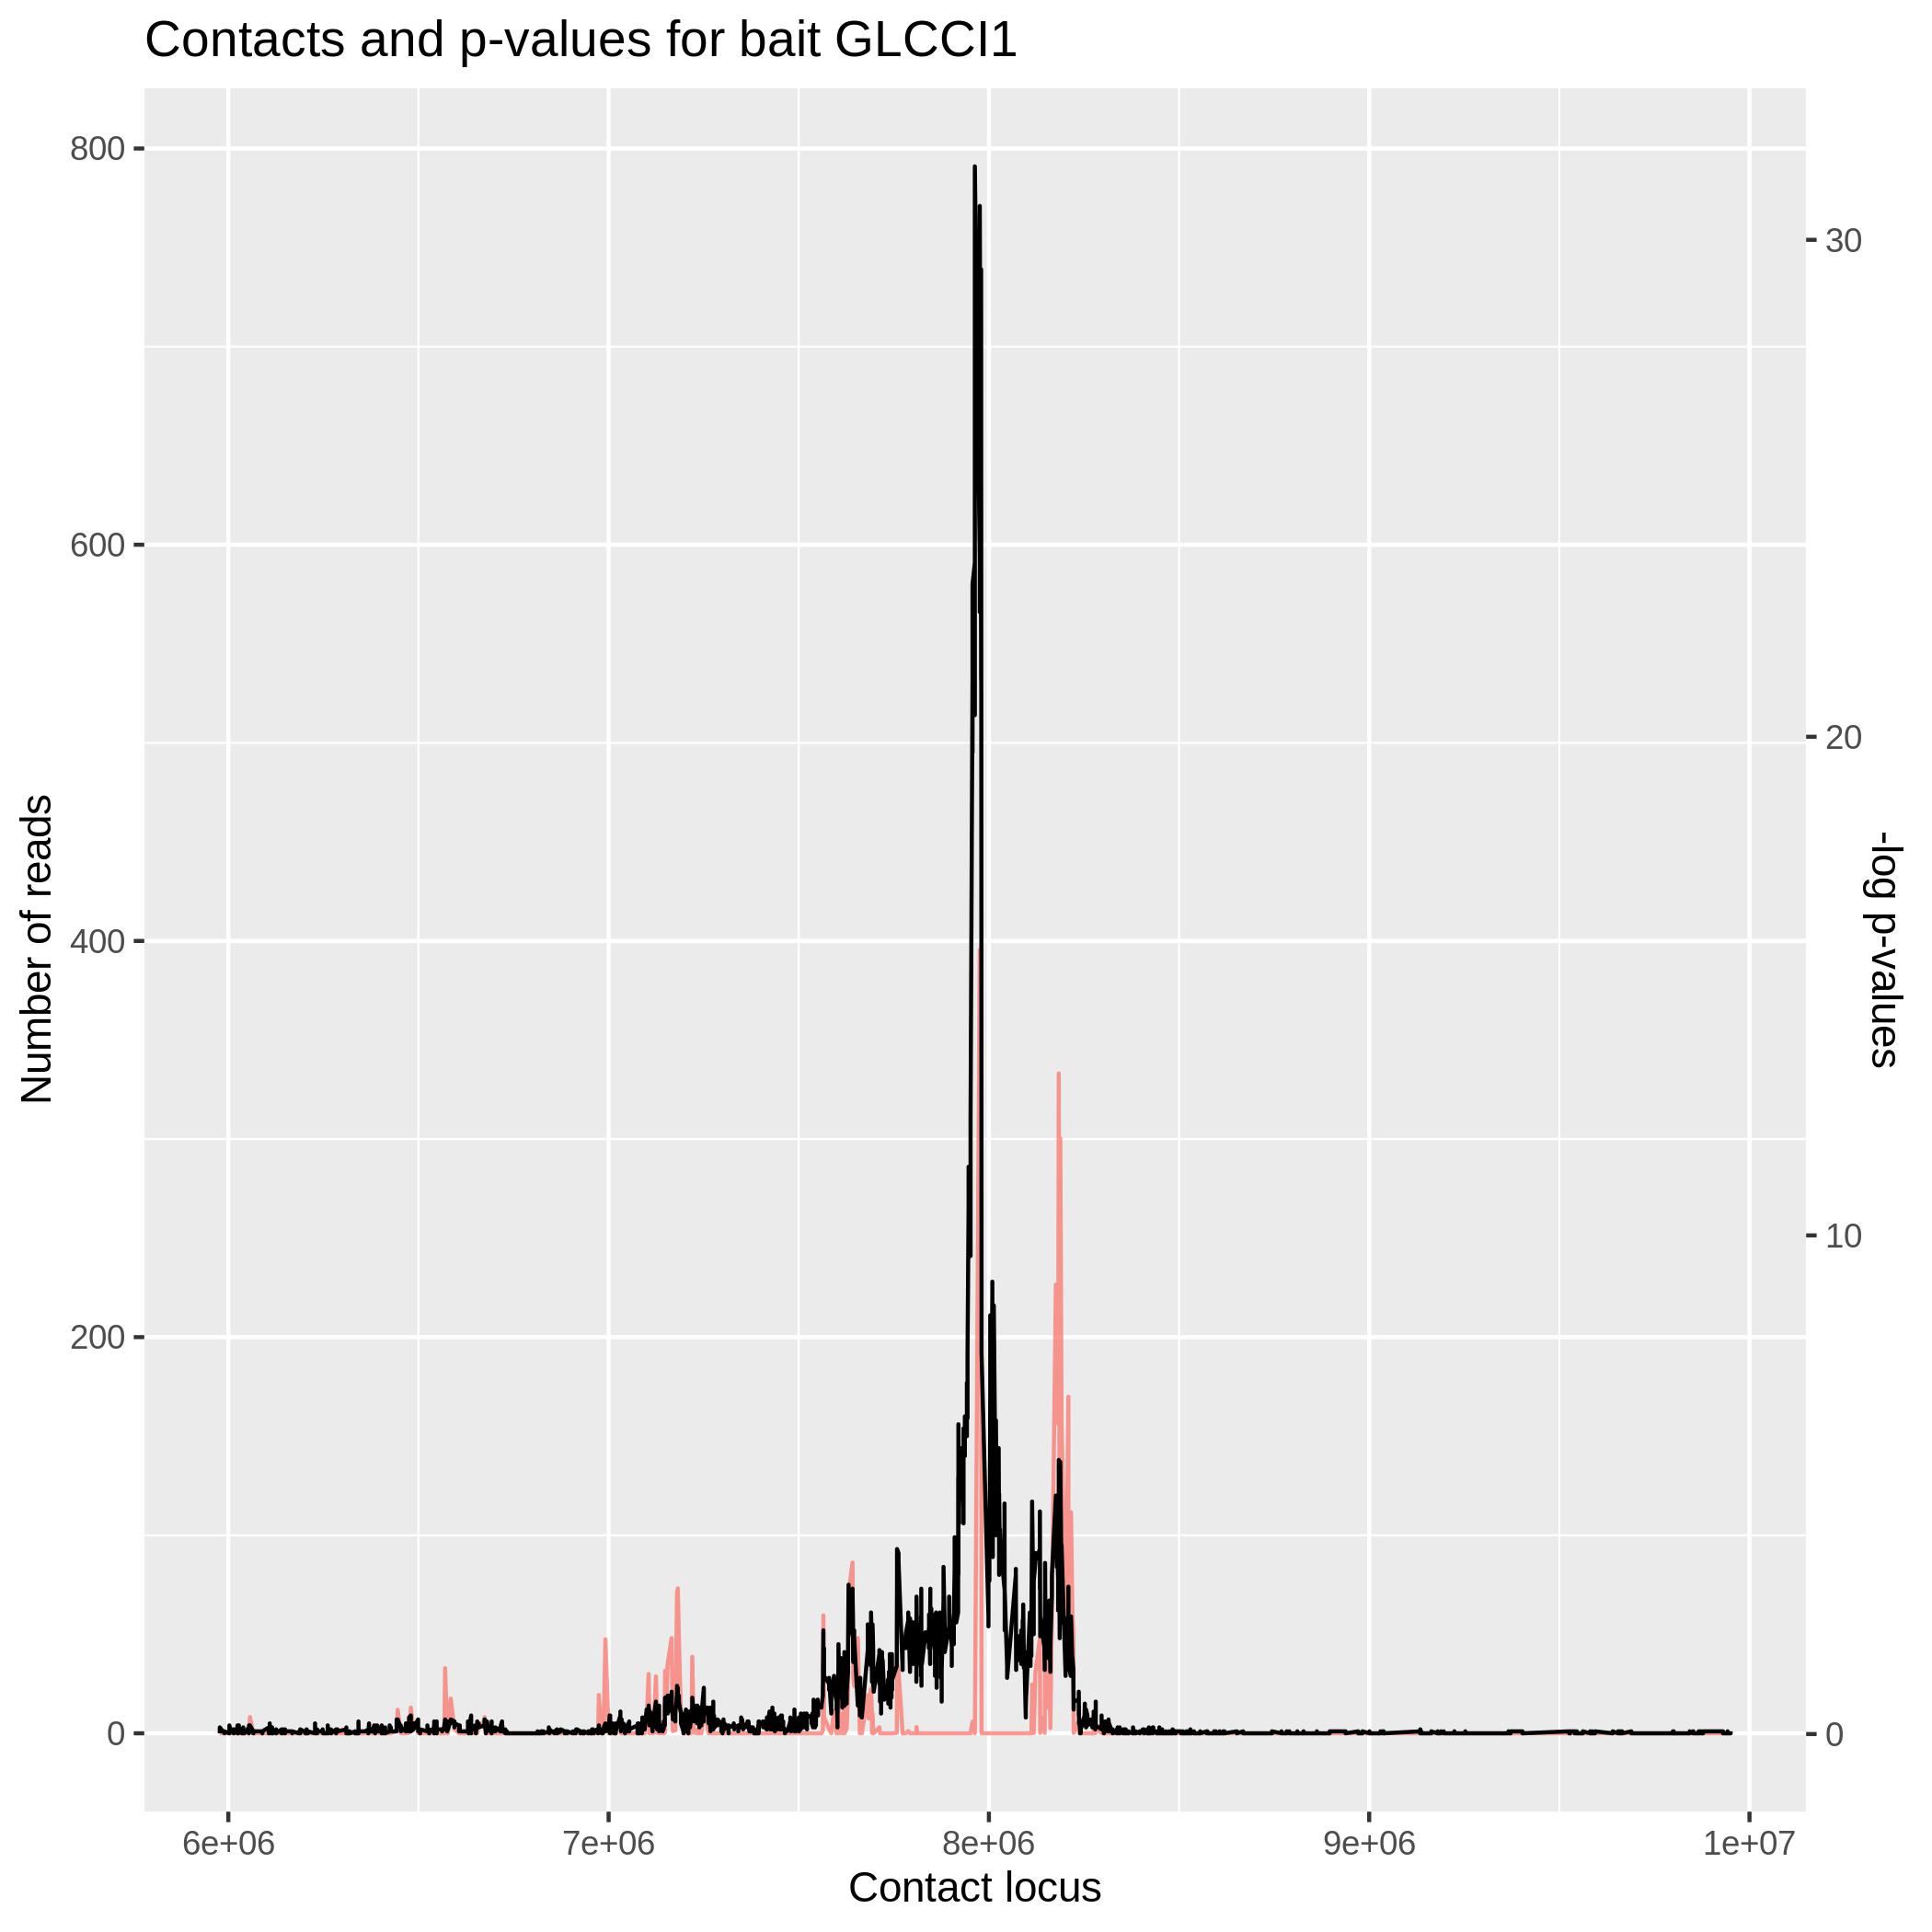 Contacts and p-values for bait GLCCI1
800
600
400
200
0
Number of reads
30
20
10
0
-log p-values
6e+06
7e+06
8e+06
9e+06
1e+07
Contact locus